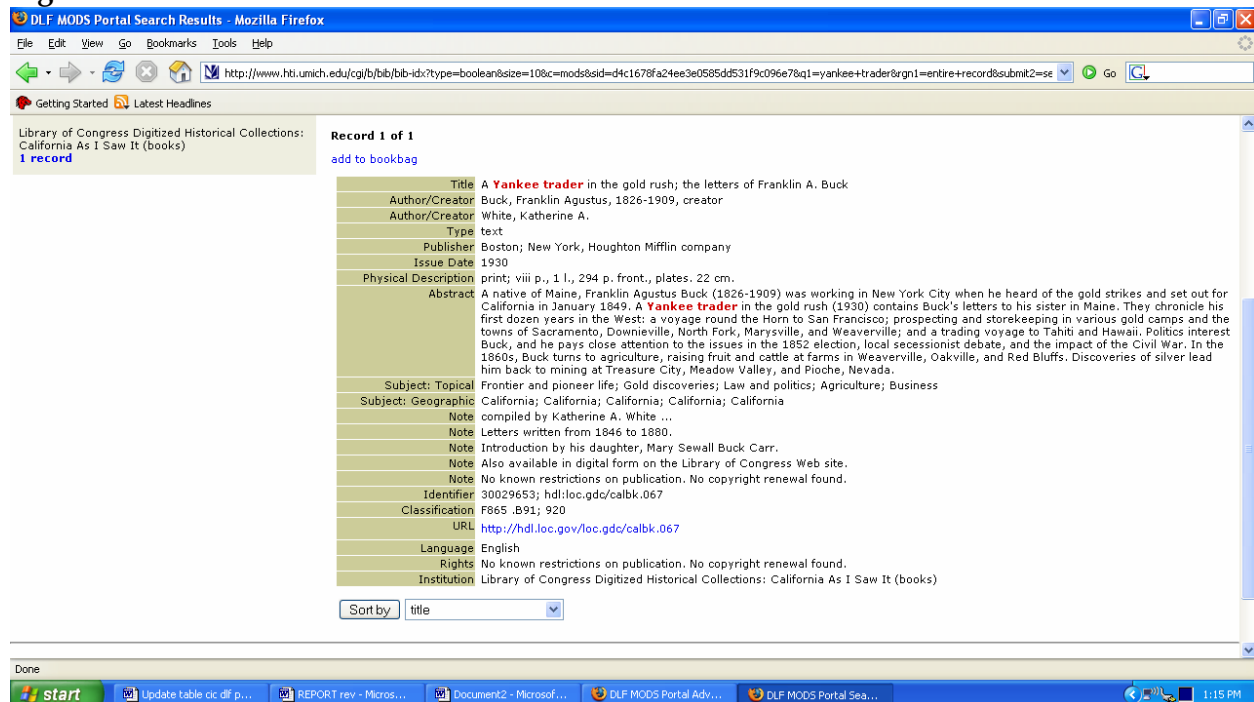 DLF MODS Portal Search Results - Mozilla Firefox
File Edit View Go Bookmarks Tools Help
http://www.hti.umich.edu/cgi/b/bib/bib-idx?type=boolean&size=10&c=mods&sid=d4c1678fa24ee3e0585dd531f9c096e7&q1=yankee+trader&rgn1=entire+record&submit2=se Go
Getting Started Latest Headlines
Library of Congress Digitized Historical Collections:
California As I Saw It (books)
1 record
Record 1 of 1
add to bookbag
Title A Yankee trader in the gold rush; the letters of Franklin A. Buck
Author/Creator Buck, Franklin Agustus, 1826-1909, creator
Author/Creator White, Katherine A.
Type text
Publisher Boston; New York, Houghton Mifflin company
Issue Date 1930
Physical Description print; viii p., 1 l., 294 p. front., plates. 22 cm.
Abstract A native of Maine, Franklin Agustus Buck (1826-1909) was working in New York City when he heard of the gold strikes and set out for
California in January 1849. A Yankee trader in the gold rush (1930) contains Buck's letters to his sister in Maine. They chronicle his
first dozen years in the West: a voyage round the Horn to San Francisco; prospecting and storekeeping in various gold camps and the
towns of Sacramento, Downieville, North Fork, Marysville, and Weaverville; and a trading voyage to Tahiti and Hawaii. Politics interest
Buck, and he pays close attention to the issues in the 1852 election, local secessionist debate, and the impact of the Civil War. In the
1860s, Buck turns to agriculture, raising fruit and cattle at farms in Weaverville, Oakville, and Red Bluffs. Discoveries of silver lead
him back to mining at Treasure City, Meadow Valley, and Pioche, Nevada.
Subject: Topical Frontier and pioneer life; Gold discoveries; Law and politics; Agriculture; Business
Subject: Geographic California; California; California; California; California
Note compiled by Katherine A. White ...
Note Letters written from 1846 to 1880.
Note Introduction by his daughter, Mary Sewall Buck Carr.
Note Also available in digital form on the Library of Congress Web site.
Note No known restrictions on publication. No copyright renewal found.
Identifier 30029653; hdl:loc.gdc/calbk.067
Classification F865 .B91; 920
URL http://hdl.loc.gov/loc.gdc/calbk.067
Language English
Rights No known restrictions on publication. No copyright renewal found.
Institution Library of Congress Digitized Historical Collections: California As I Saw It (books)
Sort by title
Done
start Update table cic dlf p... REPORT rev - Micros... Document2 - Microsof... DLF MODS Portal Adv... DLF MODS Portal Sea... 1:15 PM